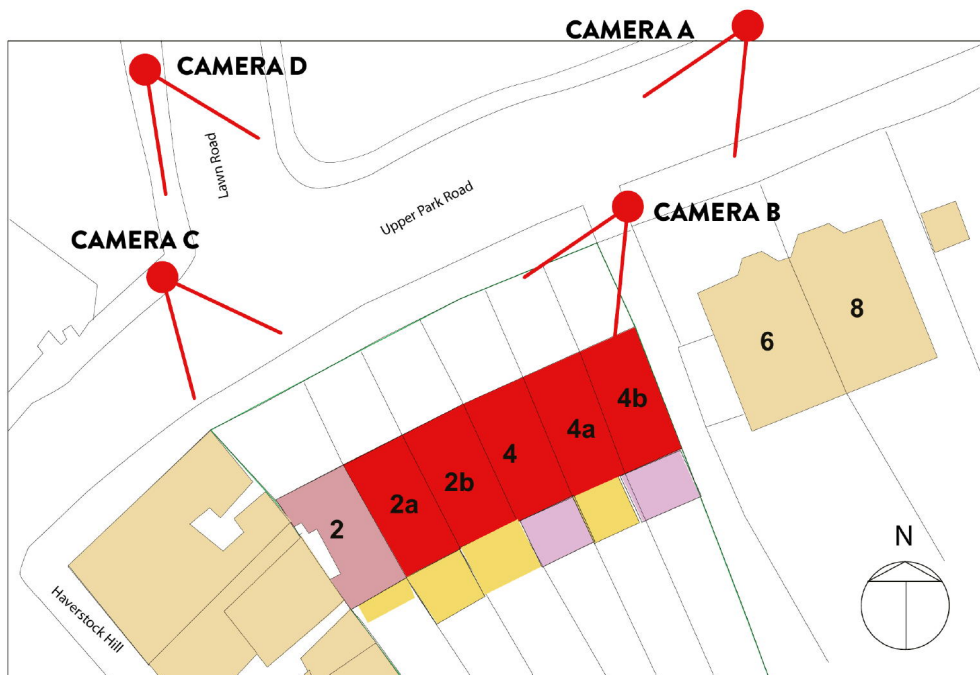 CAMERA A
CAMERA D
Lawn Road
Upper Park Road
CAMERA B
CAMERA C
8
6
4b
4a
4
2b
2a
2
N
Haverstock Hill